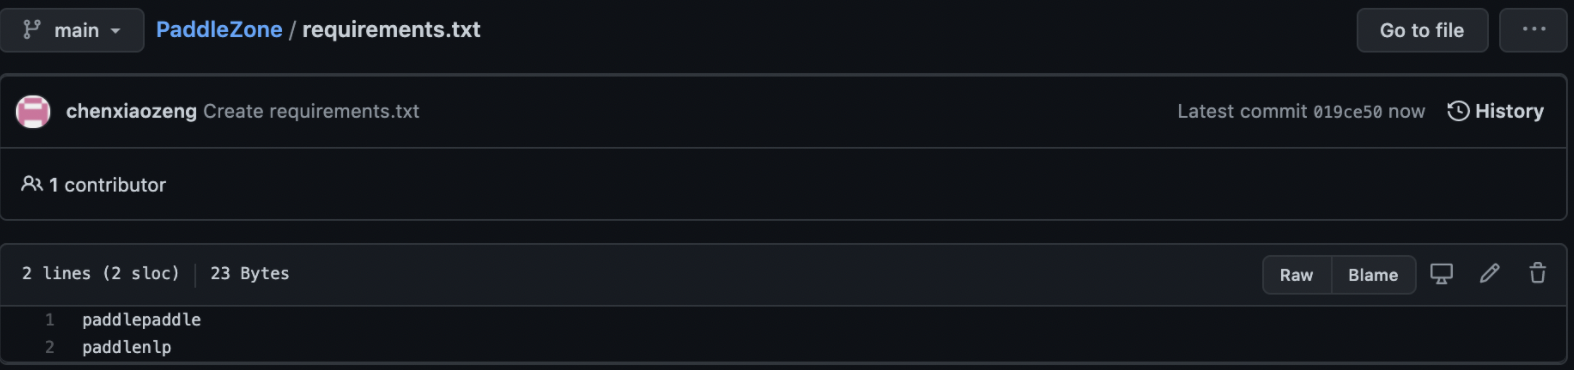 main PaddleZone / requirements.txt Go to file ...
chenxiaozeng Create requirements.txt Latest commit 019ce50 now History
1 contributor
2 lines (2 sloc) 23 Bytes Raw Blame
1 paddlepaddle
2 paddlenlp